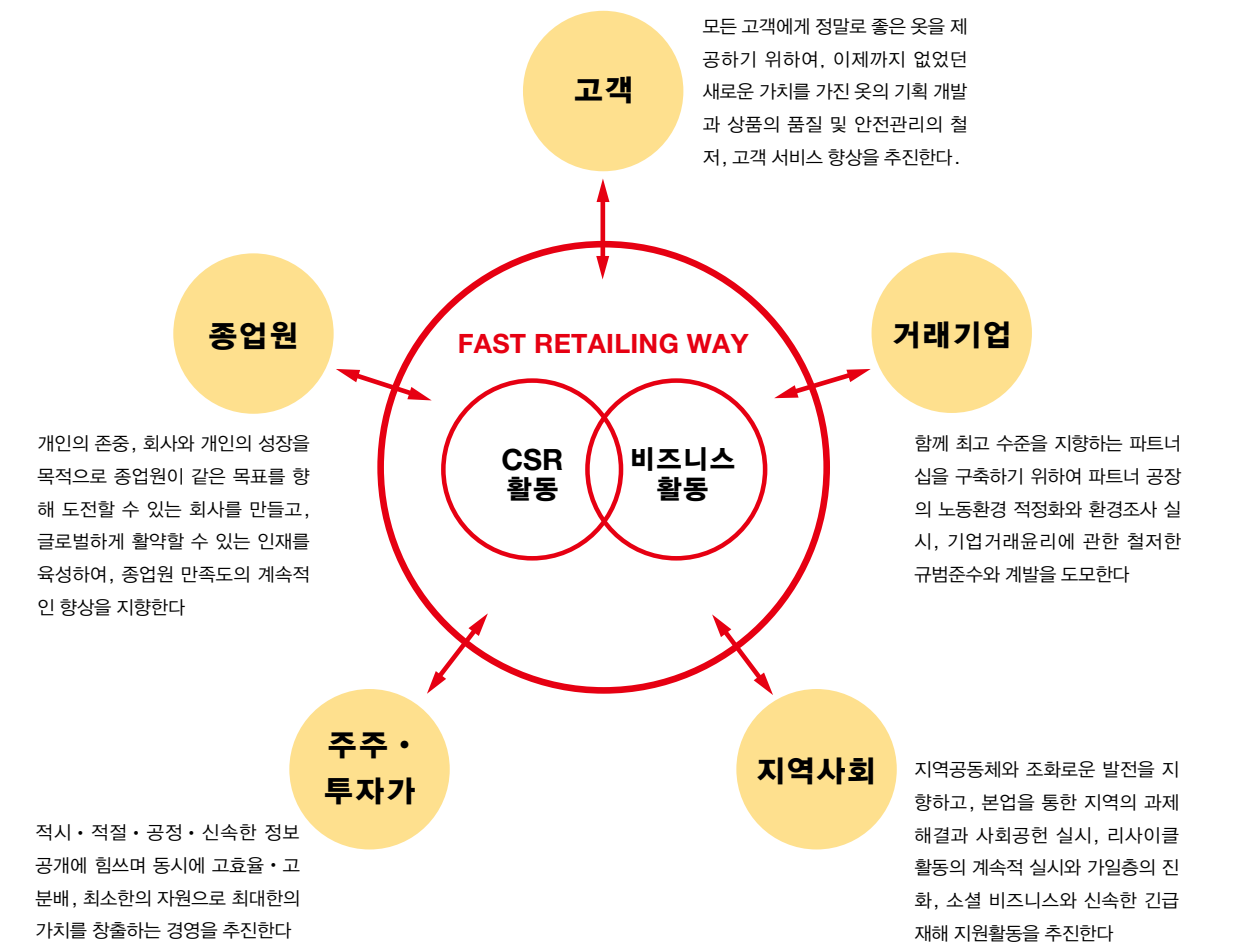 고객
모든 고객에게 정말로 좋은 옷을 제
공하기 위하여, 이제까지 없었던
새로운 가치를 가진 옷의 기획 개발
과 상품의 품질 및 안전관리의 철
저, 고객 서비스 향상을 추진한다.
종업원
개인의 존중, 회사와 개인의 성장을
목적으로 종업원이 같은 목표를 향
해 도전할 수 있는 회사를 만들고,
글로벌하게 활약할 수 있는 인재를
육성하여, 종업원 만족도의 계속적
인 향상을 지향한다
FAST RETAILING WAY
CSR
활동
비즈니스
활동
거래기업
함께 최고 수준을 지향하는 파트너
십을 구축하기 위하여 파트너 공장
의 노동환경 적정화와 환경조사 실
시, 기업거래윤리에 관한 철저한
규범준수와 계발을 도모한다
주주・
투자가
적시・적절・공정・신속한 정보
공개에 힘쓰며 동시에 고효율・고
분배, 최소한의 자원으로 최대한의
가치를 창출하는 경영을 추진한다
지역사회
지역공동체와 조화로운 발전을 지
향하고, 본업을 통한 지역의 과제
해결과 사회공헌 실시, 리사이클
활동의 계속적 실시와 가일층의 진
화, 소셜 비즈니스와 신속한 긴급
재해 지원활동을 추진한다